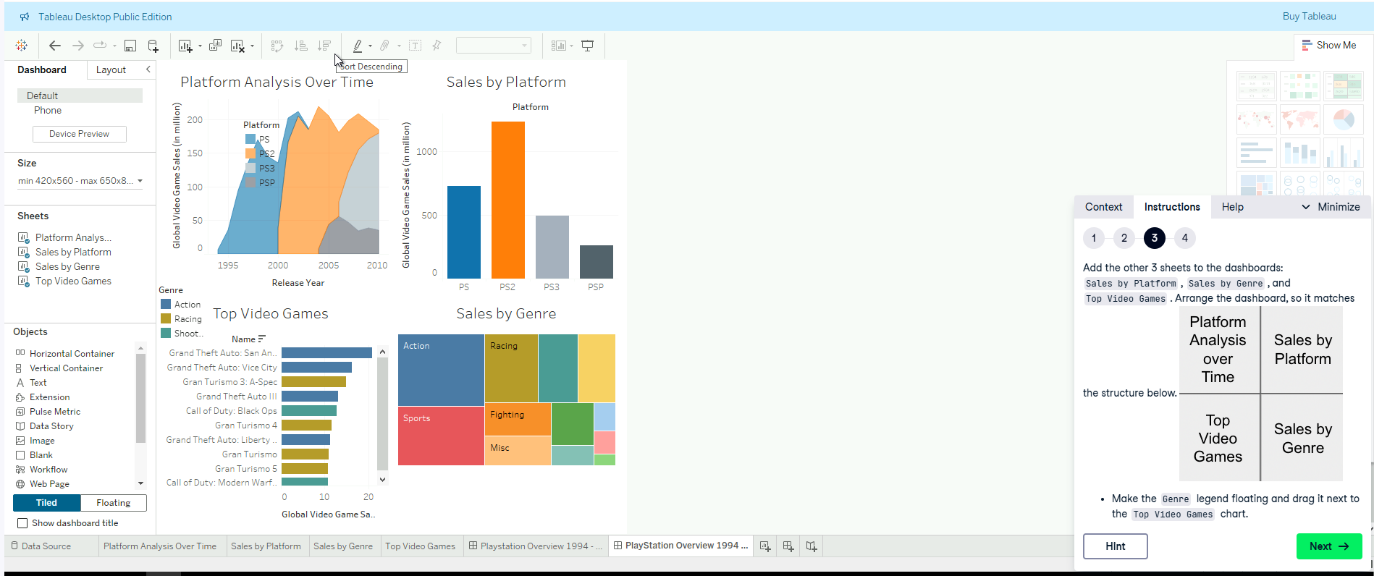 Tableau Desktop Public Edition
Buy Tableau
Show Me
Sort Descending
Dashboard
Layout
Default
Phone
Device Preview
Size
min 420x560 - max 650x8...
Sheets
Platform Analys...
Sales by Platform
Sales by Genre
Top Video Games
Objects
Horizontal Container
Vertical Container
Text
Extension
Pulse Metric
Data Story
Image
Blank
Workflow
Web Page
Tiled
Floating
Show dashboard title
Platform Analysis Over Time
Global Video Game Sales (in million)
200
150
100
50
0
Platform
PS
PS2
PS3
PSP
1995
2000
2005
2010
Release Year
Sales by Platform
Platform
Global Video Game Sales (in million)
1000
500
0
PS
PS2
PS3
PSP
Genre
Action
Racing
Shoot..
Top Video Games
Name
Grand Theft Auto: San An..
Grand Theft Auto: Vice City
Gran Turismo 3: A-Spec
Grand Theft Auto III
Call of Duty: Black Ops
Gran Turismo 4
Grand Theft Auto: Liberty ..
Gran Turismo
Gran Turismo 5
Call of Duty: Modern Warf..
0
10
20
Global Video Game Sa..
Sales by Genre
Action
Racing
Sports
Fighting
Misc
Context
Instructions
Help
Minimize
1
2
3
4
Add the other 3 sheets to the dashboards:
Sales by Platform , Sales by Genre , and
Top Video Games . Arrange the dashboard, so it matches
the structure below.
Platform
Analysis
over
Time
Sales by
Platform
Top
Video
Games
Sales by
Genre
• Make the Genre legend floating and drag it next to
the Top Video Games chart.
Hint
Next →
Data Source
Platform Analysis Over Time
Sales by Platform
Sales by Genre
Top Video Games
Playstation Overview 1994 - ...
PlayStation Overview 1994 ...